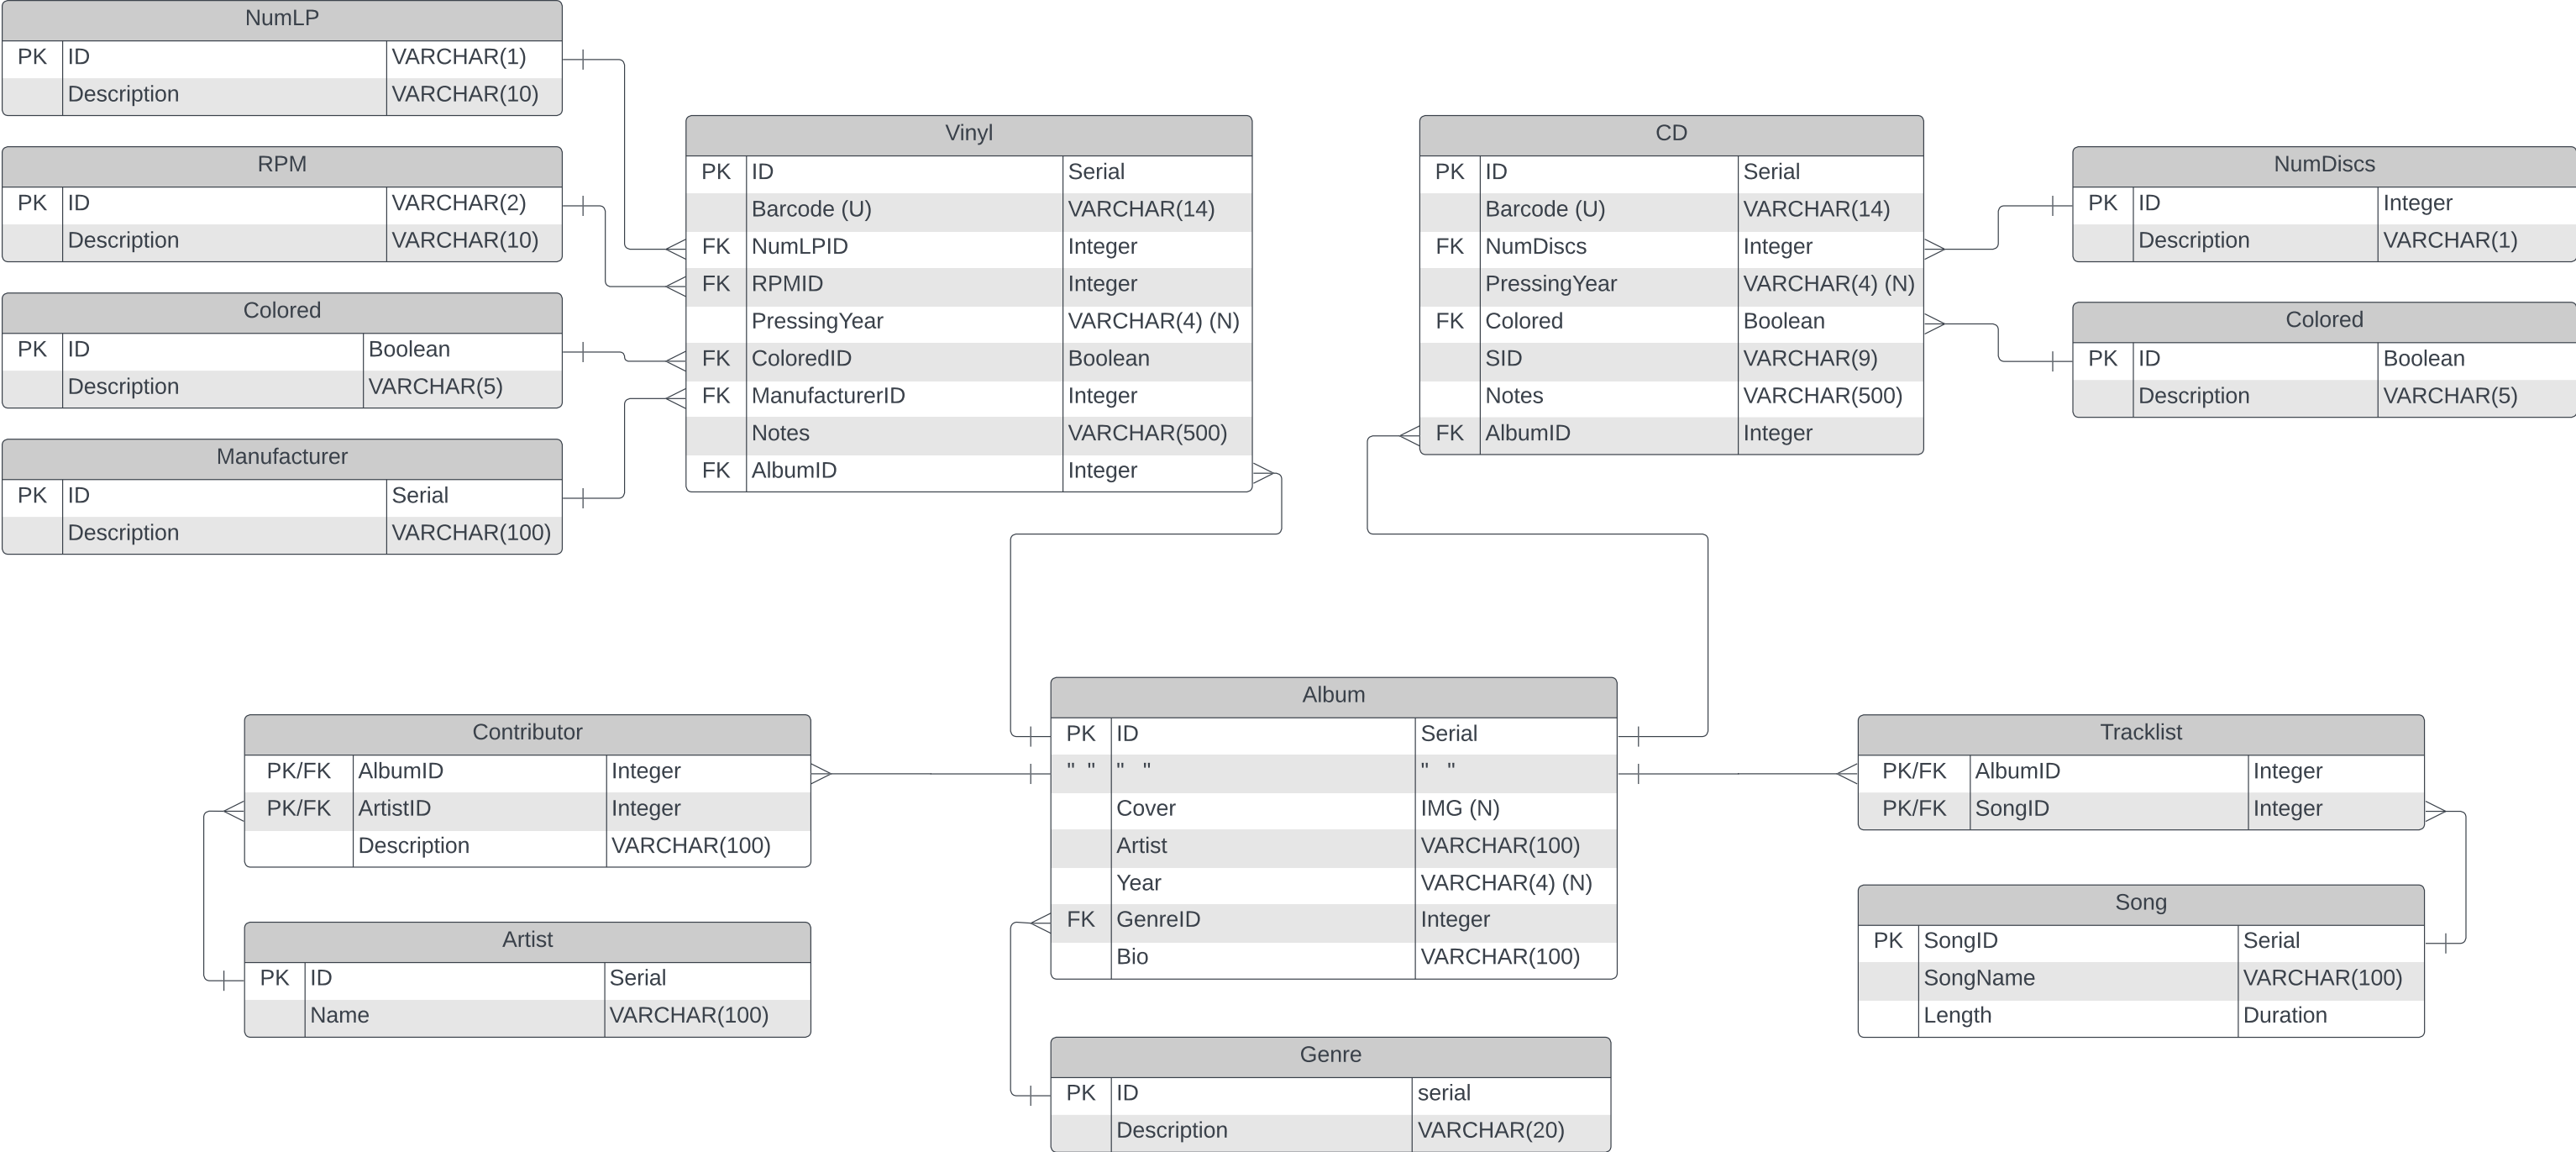 NumLP
PK ID VARCHAR(1)
Description VARCHAR(10)
RPM
PK ID VARCHAR(2)
Description VARCHAR(10)
Colored
PK ID Boolean
Description VARCHAR(5)
Manufacturer
PK ID Serial
Description VARCHAR(100)
Vinyl
PK ID Serial
Barcode (U) VARCHAR(14)
FK NumLPID Integer
FK RPMID Integer
PressingYear VARCHAR(4) (N)
FK ColoredID Boolean
FK ManufacturerID Integer
Notes VARCHAR(500)
FK AlbumID Integer
CD
PK ID Serial
Barcode (U) VARCHAR(14)
FK NumDiscs Integer
PressingYear VARCHAR(4) (N)
FK Colored Boolean
SID VARCHAR(9)
Notes VARCHAR(500)
FK AlbumID Integer
NumDiscs
PK ID Integer
Description VARCHAR(1)
Colored
PK ID Boolean
Description VARCHAR(5)
Contributor
PK/FK AlbumID Integer
PK/FK ArtistID Integer
Description VARCHAR(100)
Artist
PK ID Serial
Name VARCHAR(100)
Album
PK ID Serial
" " " " " "
Cover IMG (N)
Artist VARCHAR(100)
Year VARCHAR(4) (N)
FK GenreID Integer
Bio VARCHAR(100)
Genre
PK ID serial
Description VARCHAR(20)
Tracklist
PK/FK AlbumID Integer
PK/FK SongID Integer
Song
PK SongID Serial
SongName VARCHAR(100)
Length Duration